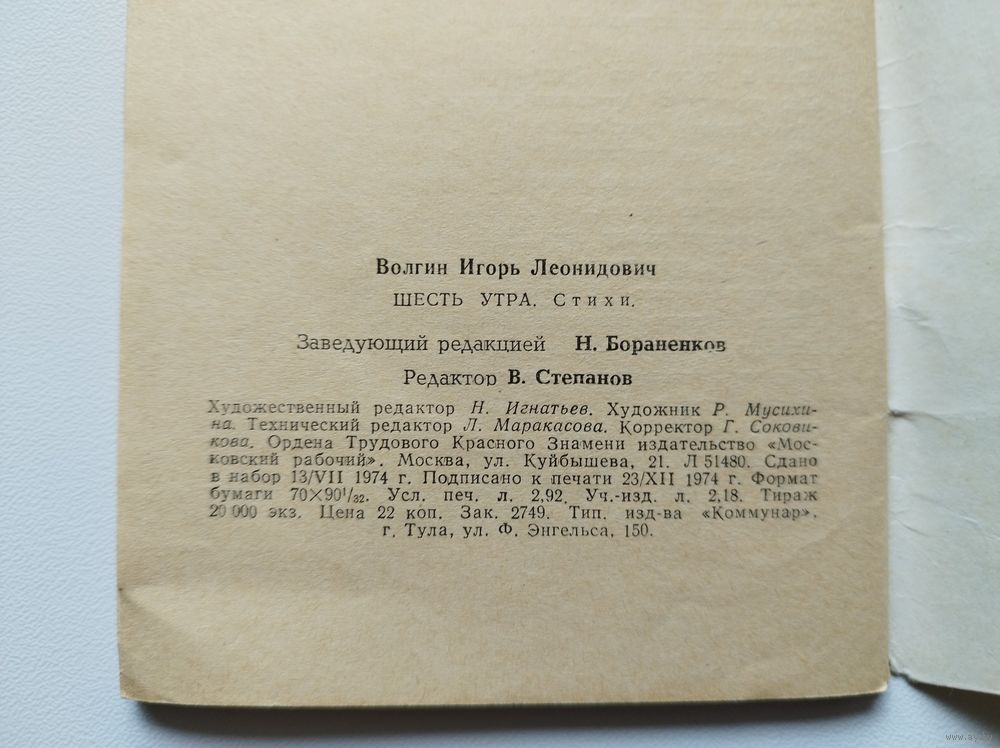 Волгин Игорь Леонидович
ШЕСТЬ УТРА. Стихи.
Заведующий редакцией Н. Бораненков
Редактор В. Степанов
Художественный редактор Н. Игнатьев. Художник Р. Мусихи-
на. Технический редактор Л. Маракасова. Корректор Г. Сокови-
кова. Ордена Трудового Красного Знамени издательство «Мос-
ковский рабочий». Москва, ул. Куйбышева, 21. Л 51480. Сдано
в набор 13/VII 1974 г. Подписано к печати 23/XII 1974 г. Формат
бумаги 70×90¹/₃₂. Усл. печ. л. 2,92. Уч.-изд. л. 2,18. Тираж
20 000 экз. Цена 22 коп. Зак. 2749. Тип. изд-ва «Коммунар».
г. Тула, ул. Ф. Энгельса, 150.